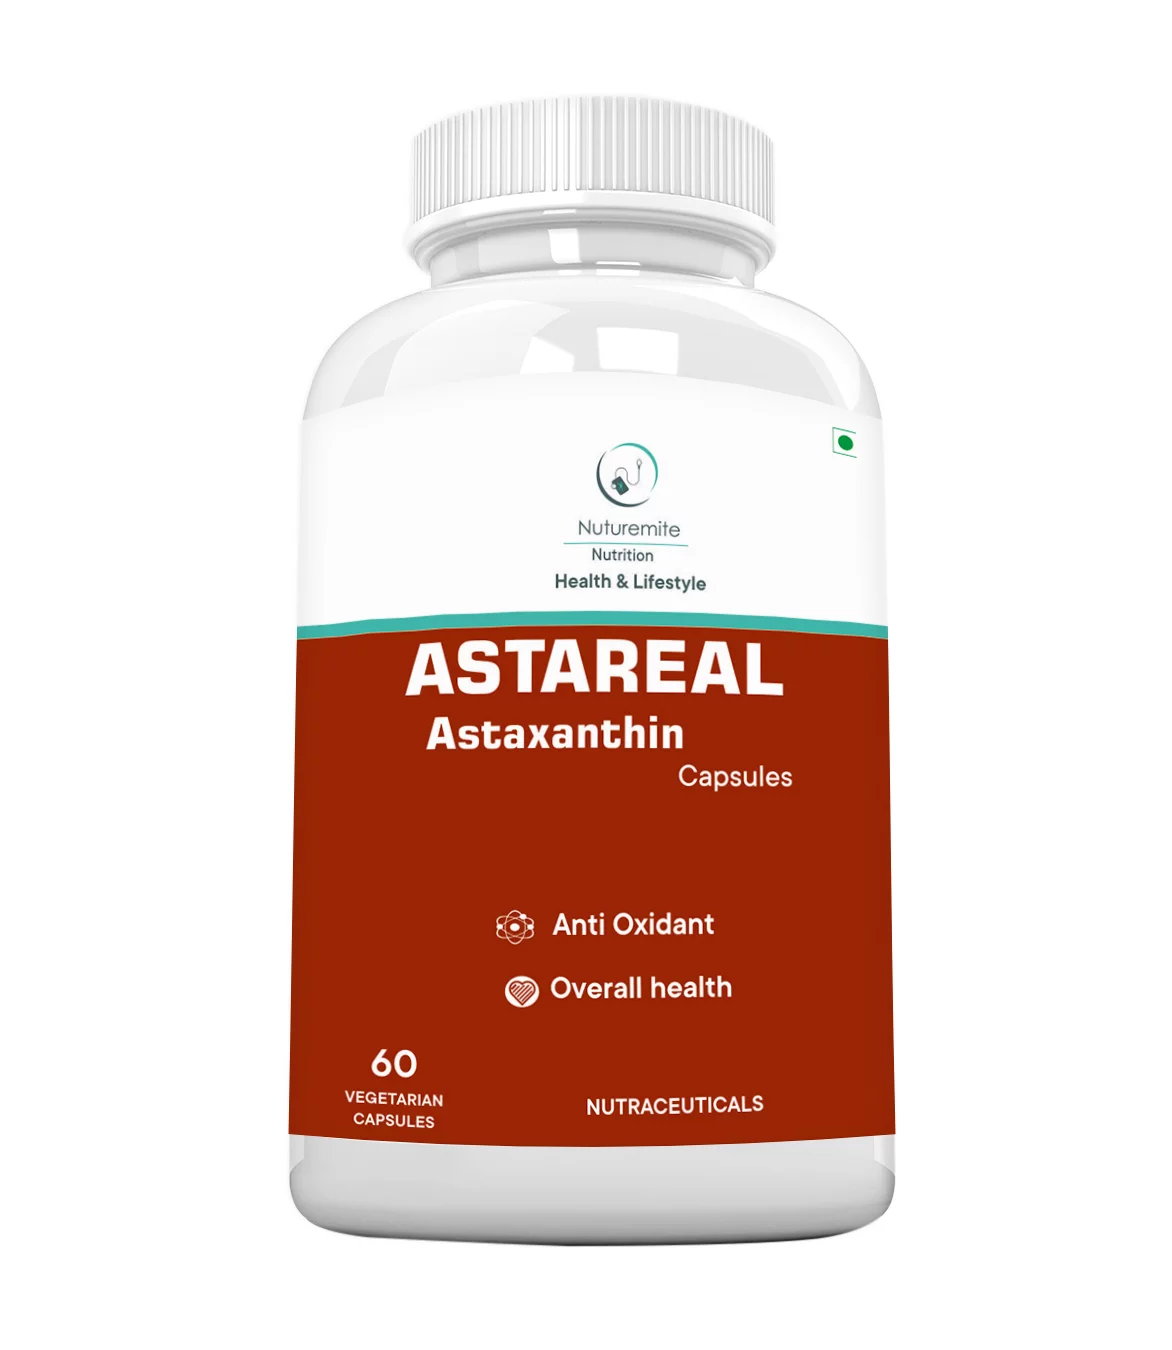 Nuturemite
Nutrition
Health & Lifestyle
ASTAREAL
Astaxanthin
Capsules
Anti Oxidant
Overall health
60
VEGETARIAN
CAPSULES
NUTRACEUTICALS